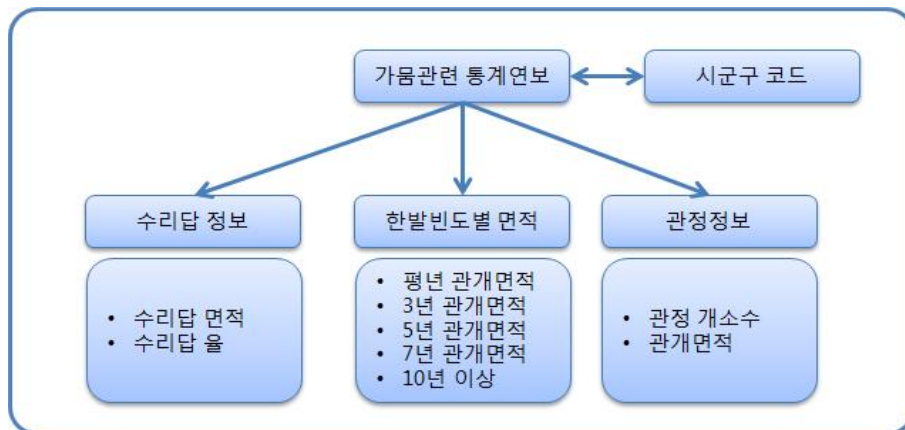 가뭄관련 통계연보
시군구 코드
수리답 정보
• 수리답 면적
• 수리답 율
한발빈도별 면적
• 평년 관개면적
• 3년 관개면적
• 5년 관개면적
• 7년 관개면적
• 10년 이상
관정정보
• 관정 개소수
• 관개면적